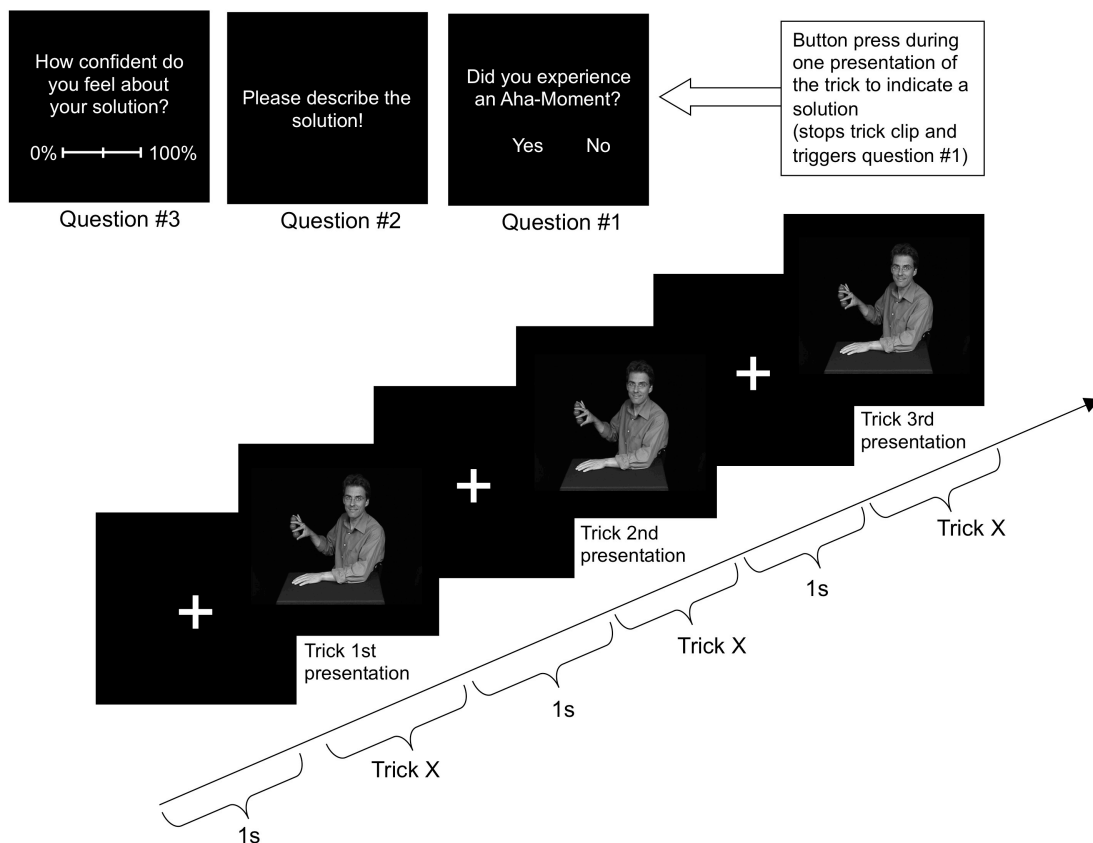 How confident do
you feel about
your solution?
0% 100%
Question #3
Please describe the
solution!
Question #2
Did you experience
an Aha-Moment?
Yes No
Question #1
Button press during
one presentation of
the trick to indicate a
solution
(stops trick clip and
triggers question #1)
Trick 3rd
presentation
Trick X
Trick 2nd
presentation
1s
Trick X
Trick 1st
presentation
1s
Trick X
1s